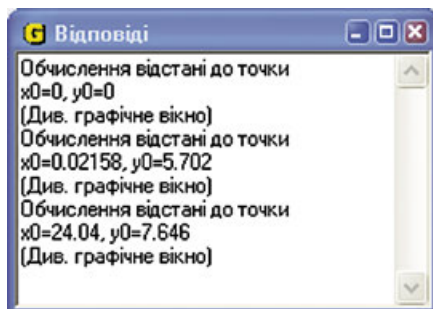 Відповіді
Обчислення відстані до точки
x0=0, y0=0
(Див. графічне вікно)
Обчислення відстані до точки
x0=0.02158, y0=5.702
(Див. графічне вікно)
Обчислення відстані до точки
x0=24.04, y0=7.646
(Див. графічне вікно)